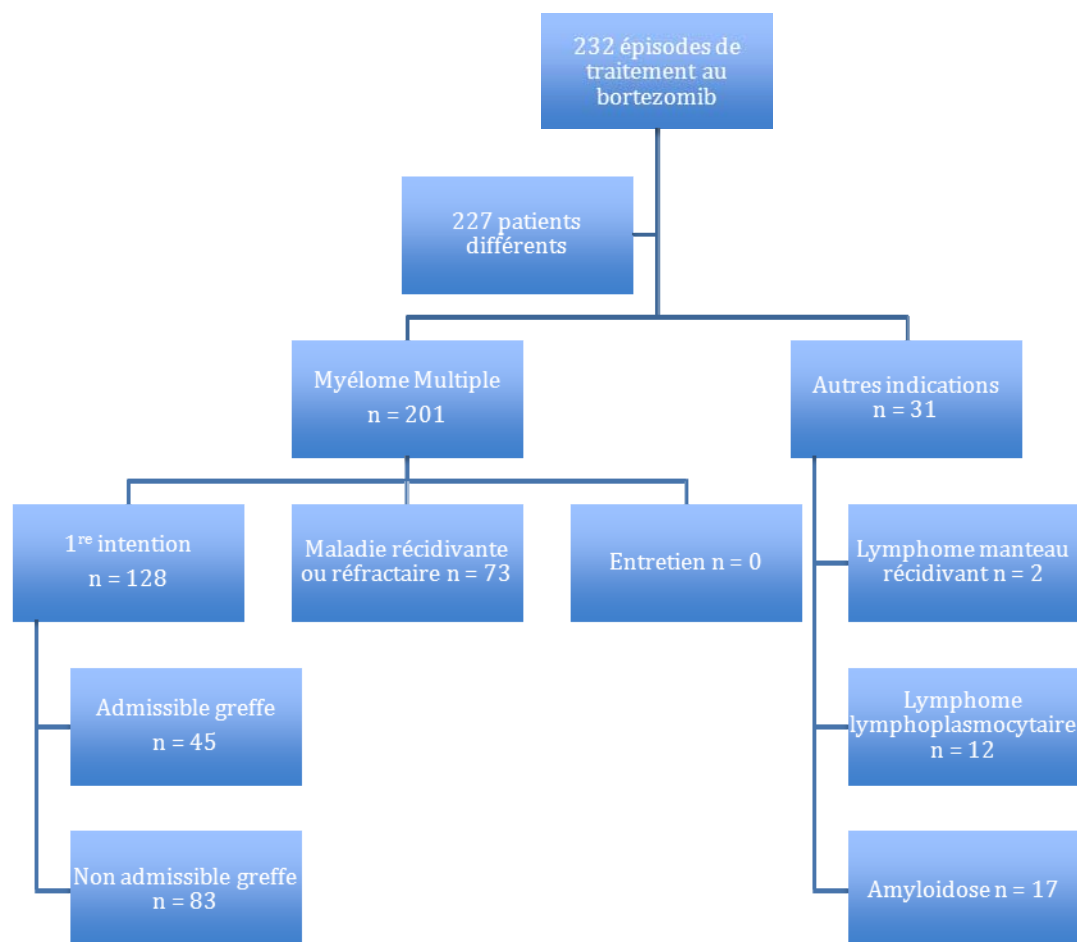 232 épisodes de
traitement au
bortezomib
227 patients
différents
Myélome Multiple
n = 201
Autres indications
n = 31
1re intention
n = 128
Maladie récidivante
ou réfractaire n = 73
Entretien n = 0
Lymphome manteau
récidivant n = 2
Admissible greffe
n = 45
Lymphome
lymphoplasmocytaire
n = 12
Non admissible greffe
n = 83
Amyloidose n = 17